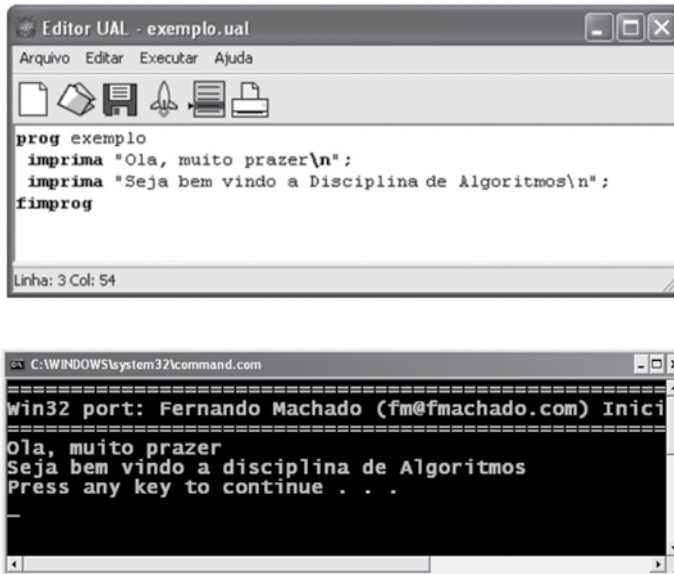 Editor UAL - exemplo.ual
Arquivo Editar Executar Ajuda
prog exemplo
imprima "Ola, muito prazer\n";
imprima "Seja bem vindo a Disciplina de Algoritmos\n";
fimprog
Linha: 3 Col: 54
C:\WINDOWS\system32\command.com
Win32 port: Fernando Machado (fm@fmachado.com) Inici
Ola, muito prazer
Seja bem vindo a disciplina de Algoritmos
Press any key to continue . . .